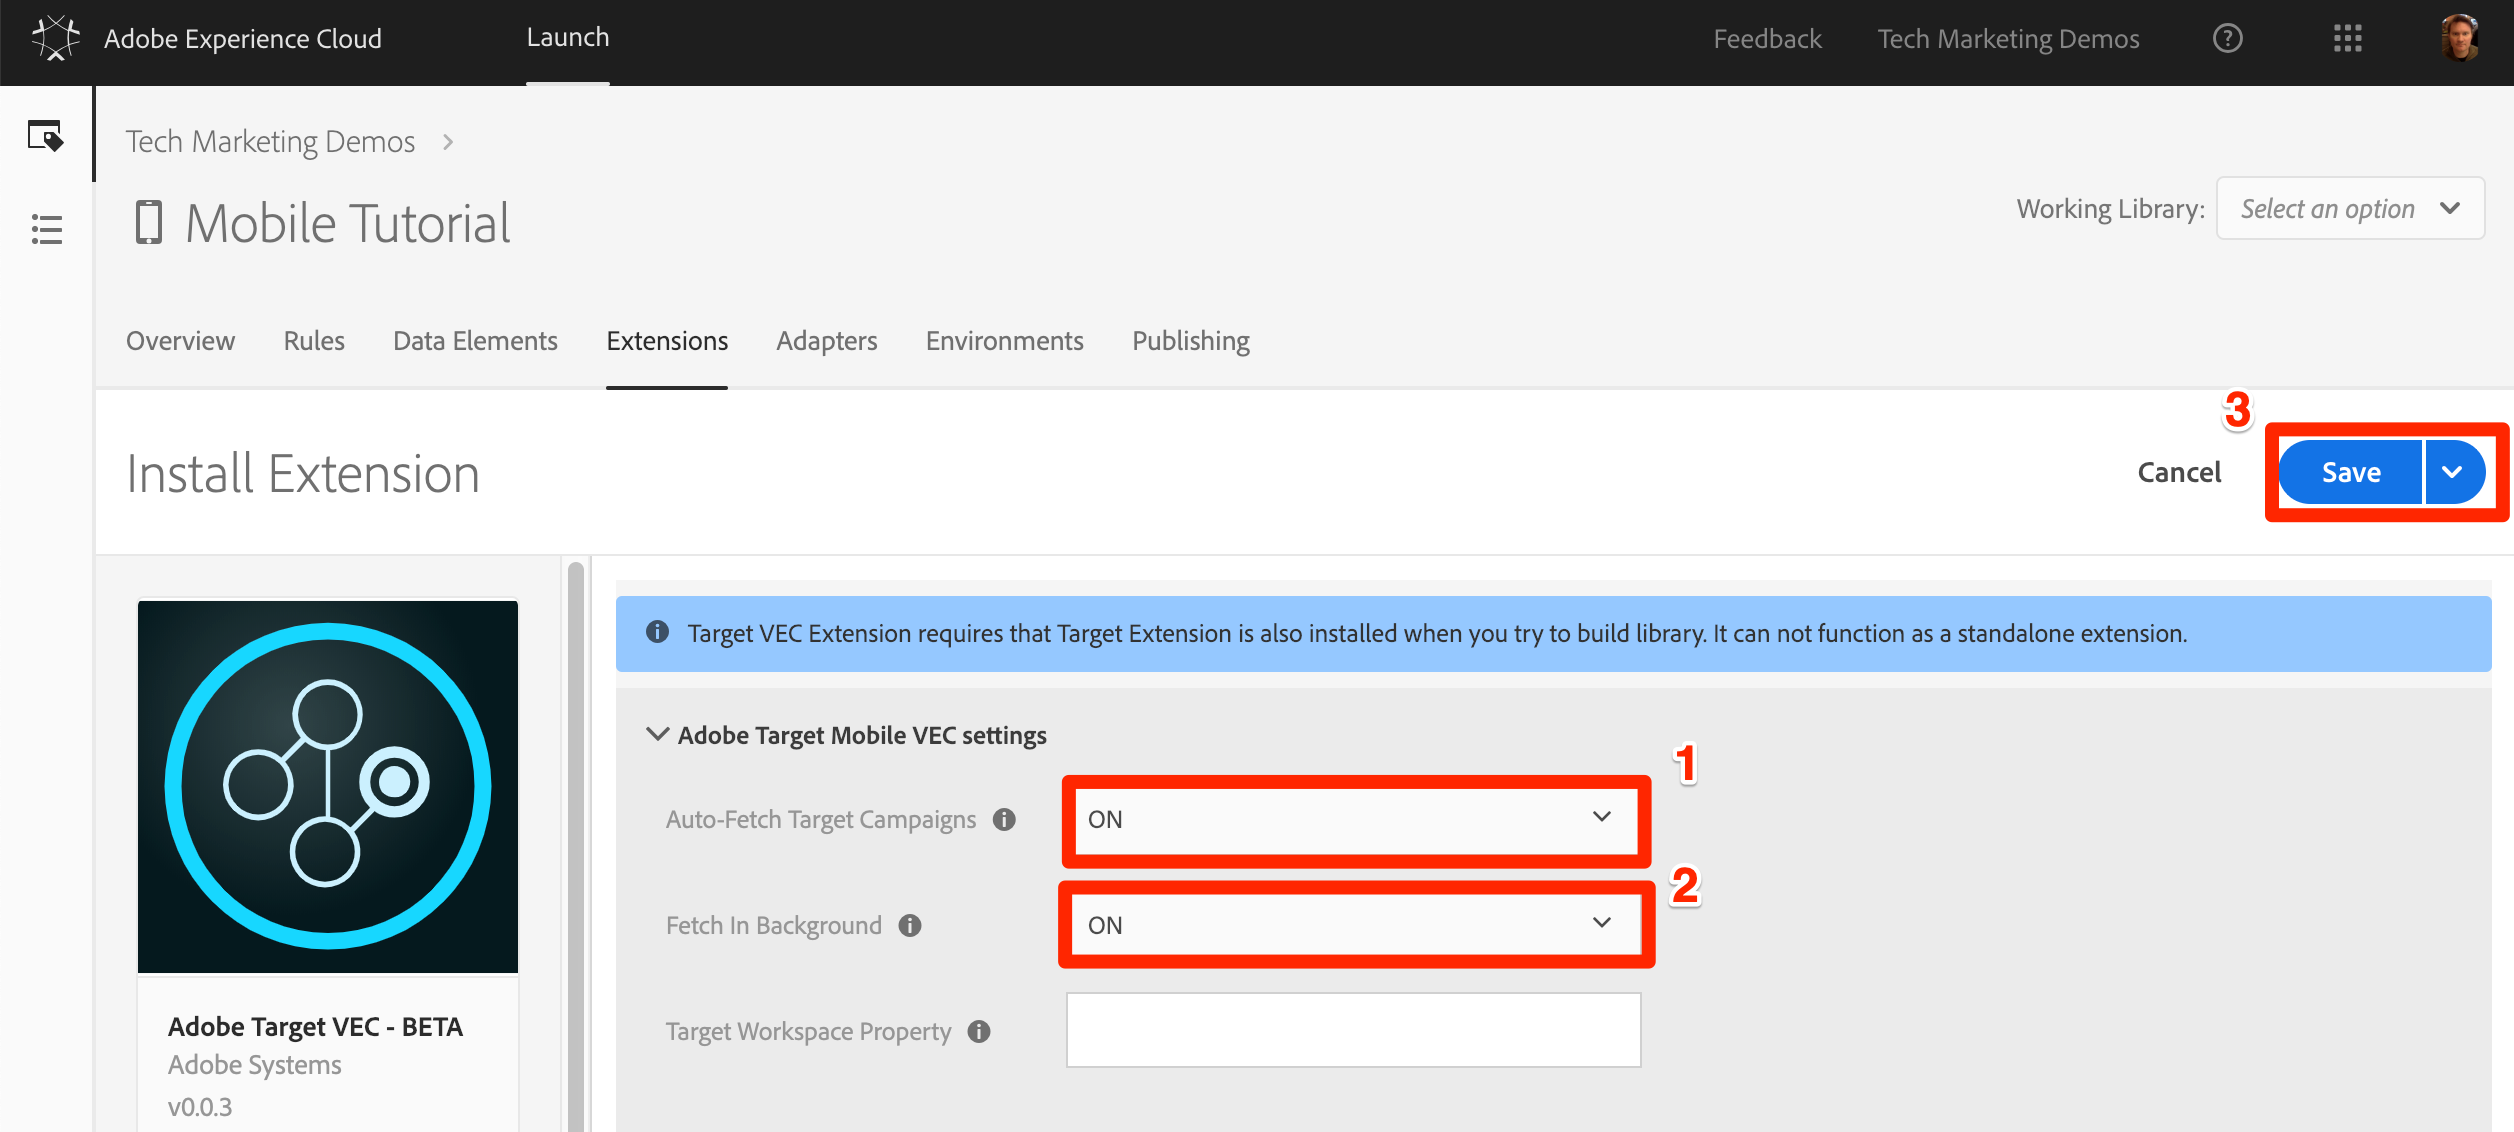 Adobe Experience Cloud
Launch
Feedback
Tech Marketing Demos
?
Tech Marketing Demos >
Mobile Tutorial
Working Library: Select an option
Overview
Rules
Data Elements
Extensions
Adapters
Environments
Publishing
Install Extension
Cancel
3
Save
Target VEC Extension requires that Target Extension is also installed when you try to build library. It can not function as a standalone extension.
Adobe Target Mobile VEC settings
Auto-Fetch Target Campaigns
ON
1
Fetch In Background
ON
2
Target Workspace Property
Adobe Target VEC - BETA
Adobe Systems
v0.0.3